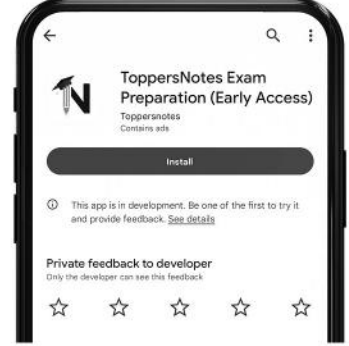 N
ToppersNotes Exam
Preparation (Early Access)
Toppersnotes
Contains ads
Install
This app is in development. Be one of the first to try it
and provide feedback. See details
Private feedback to developer
Only the developer can see this feedback